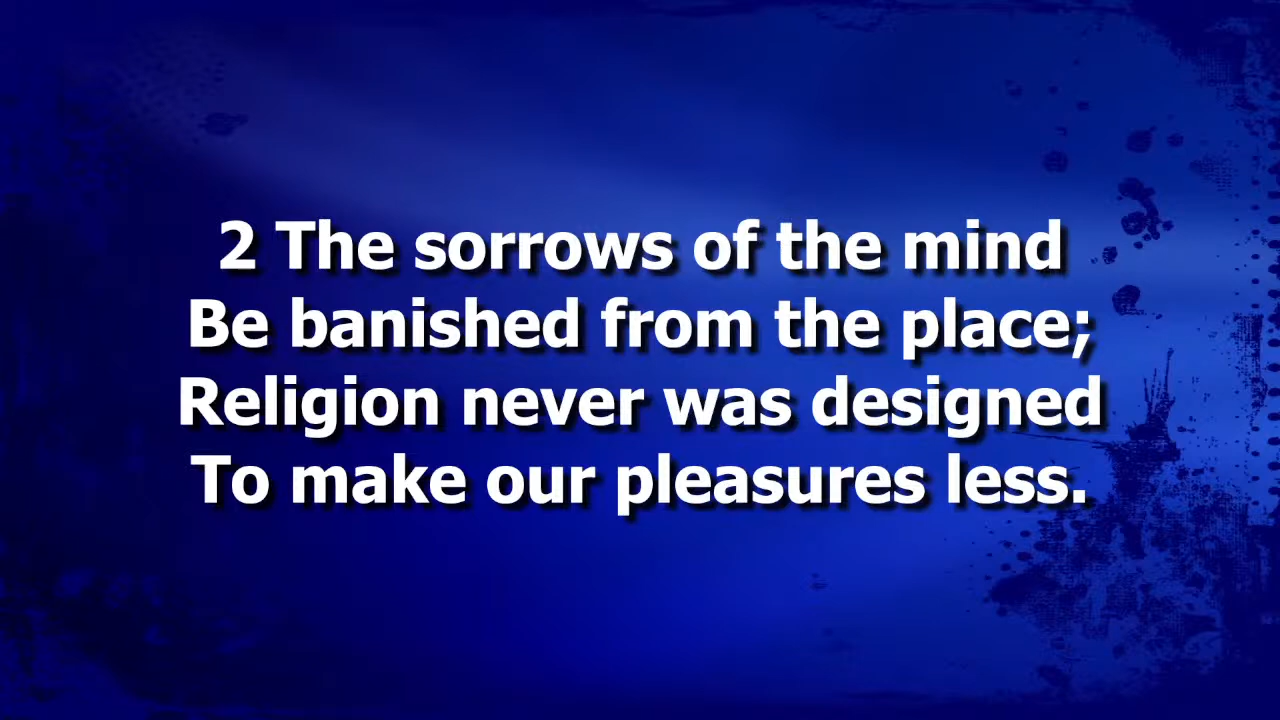 2 The sorrows of the mind
Be banished from the place;
Religion never was designed
To make our pleasures less.